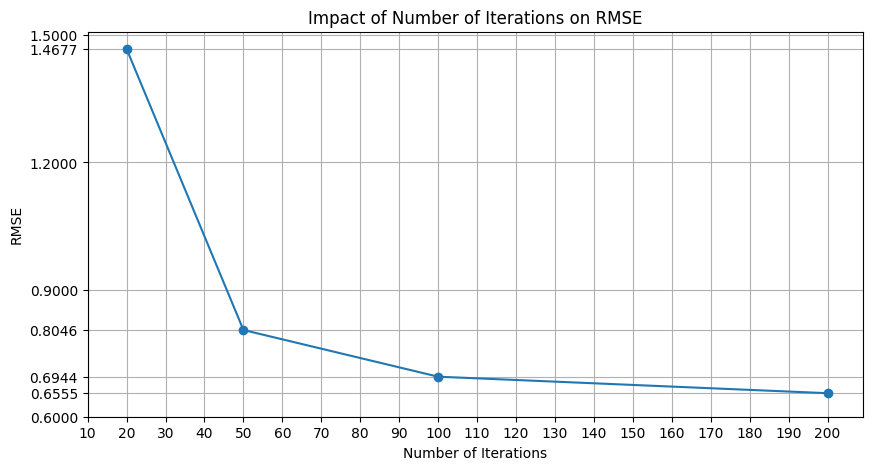 Impact of Number of Iterations on RMSE
1.5000
1.4677
1.2000
0.9000
0.8046
0.6944
0.6555
0.6000
RMSE
10 20 30 40 50 60 70 80 90 100 110 120 130 140 150 160 170 180 190 200
Number of Iterations